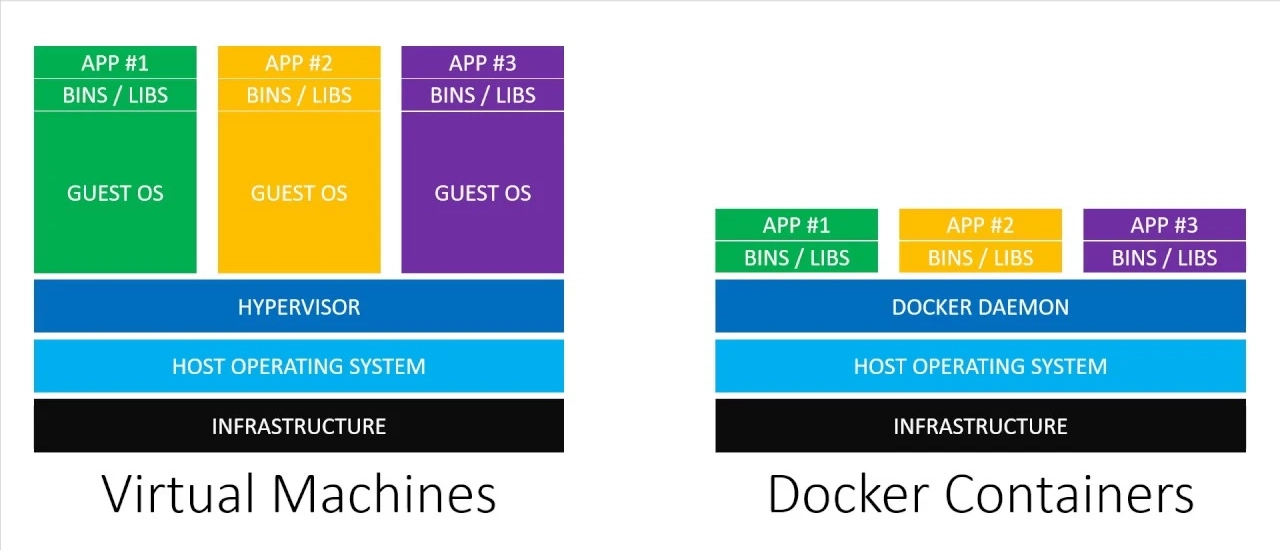 APP #1
BINS / LIBS
GUEST OS
APP #2
BINS / LIBS
GUEST OS
APP #3
BINS / LIBS
GUEST OS
HYPERVISOR
HOST OPERATING SYSTEM
INFRASTRUCTURE
Virtual Machines
APP #1
BINS / LIBS
APP #2
BINS / LIBS
APP #3
BINS / LIBS
DOCKER DAEMON
HOST OPERATING SYSTEM
INFRASTRUCTURE
Docker Containers